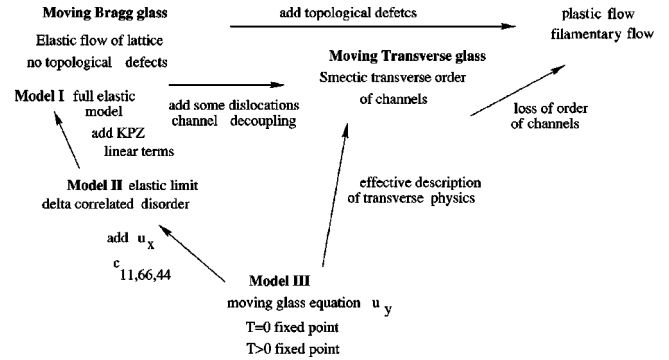 Moving Bragg glass
add topological defetcs
plastic flow
filamentary flow
Elastic flow of lattice
no topological defects
Moving Transverse glass
Smectic transverse order
of channels
Model I full elastic
model
add some dislocations
channel decoupling
loss of order
of channels
add KPZ
linear terms
Model II elastic limit
delta correlated disorder
effective description
of transverse physics
add u x
c 11,66,44
Model III
moving glass equation u y
T=0 fixed point
T>0 fixed point